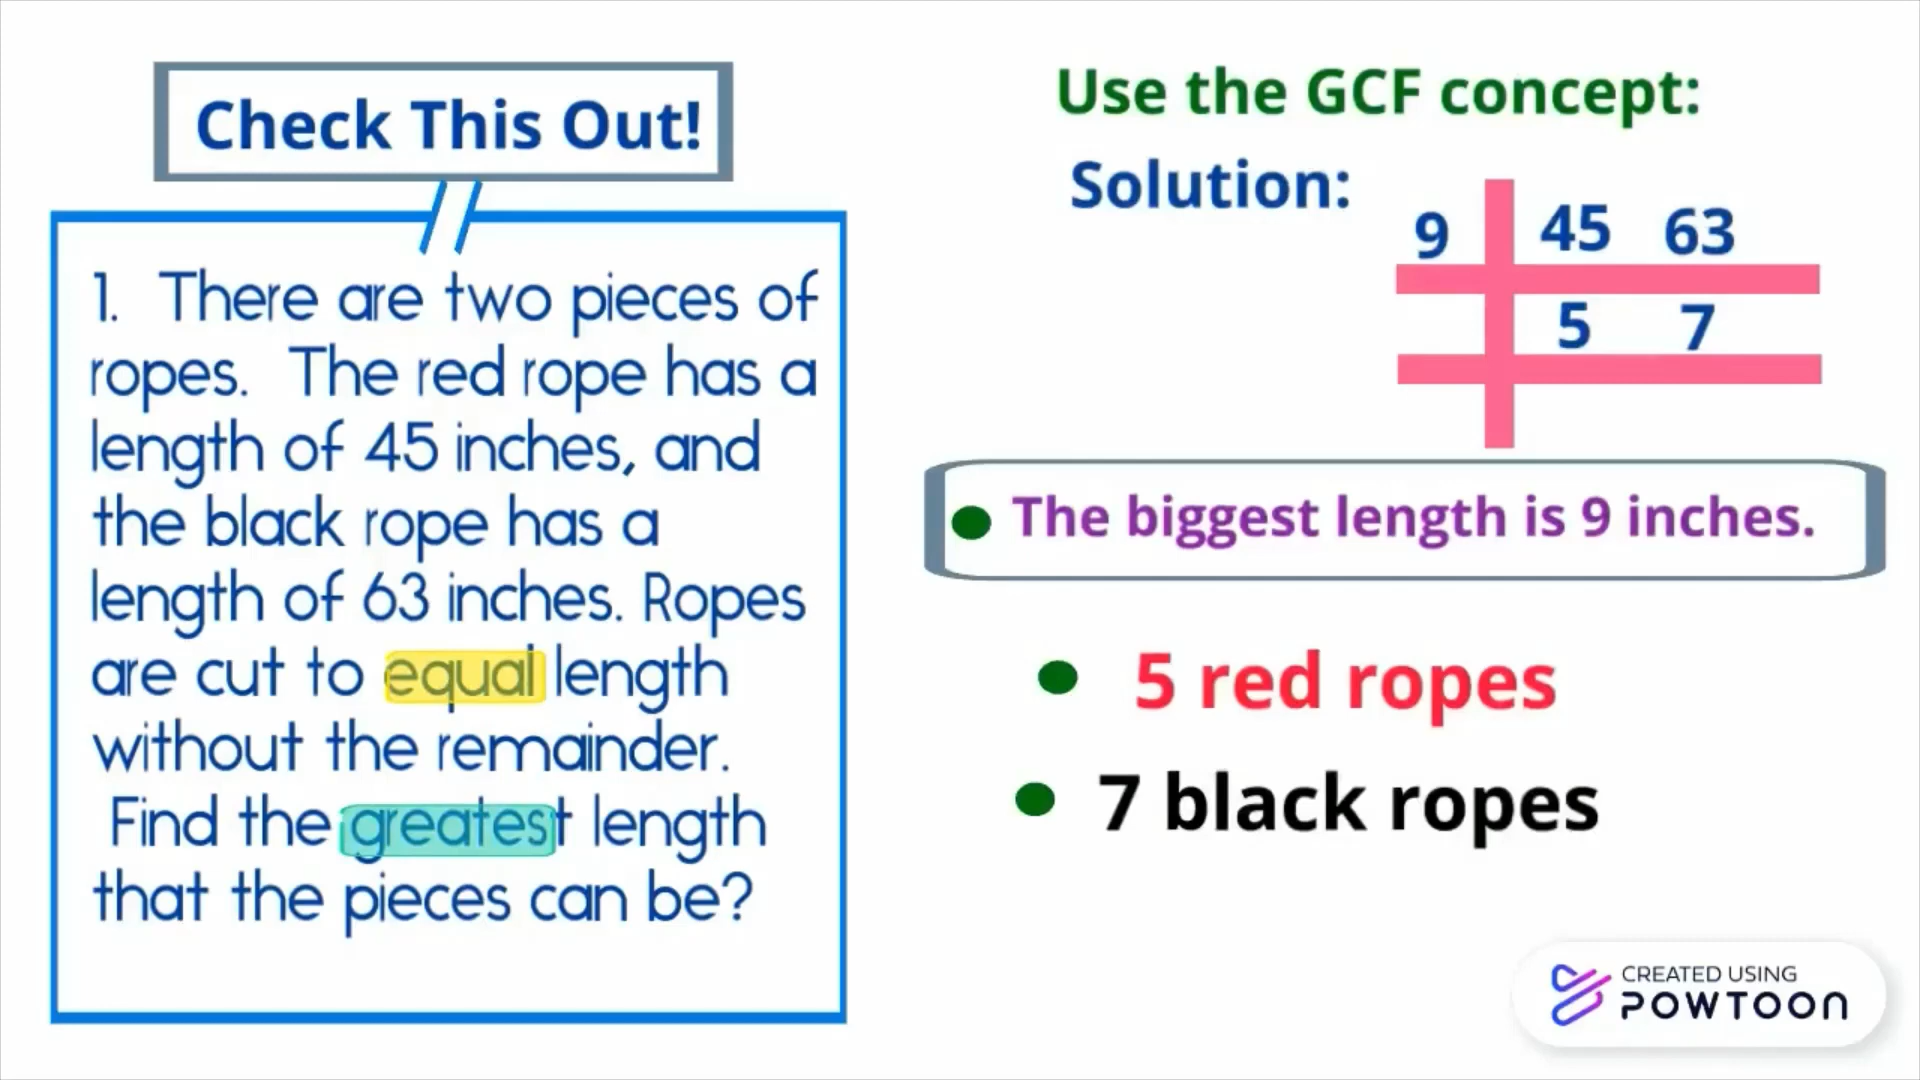 Check This Out!
1. There are two pieces of
ropes. The red rope has a
length of 45 inches, and
the black rope has a
length of 63 inches. Ropes
are cut to equal length
without the remainder.
Find the greatest length
that the pieces can be?
Use the GCF concept:
Solution:
9 45 63
5 7
The biggest length is 9 inches.
5 red ropes
7 black ropes
CREATED USING
POWTOON